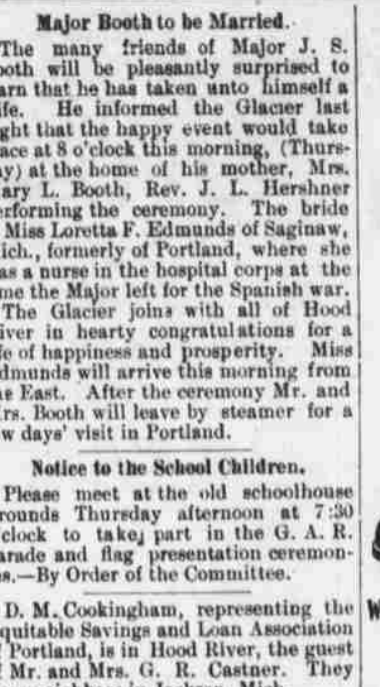 Major Booth to be Married.
The many friends of Major J. S.
ooth will be pleasantly surprised to
arn that he has taken unto himself a
ife. He informed the Glacier last
ght that the happy event would take
ace at 8 o'clock this morning, (Thurs-
ay) at the home of his mother, Mrs.
ary L. Booth, Rev. J. L. Hershner
erforming the ceremony. The bride
Miss Loretta F. Edmunds of Saginaw,
ich., formerly of Portland, where she
as a nurse in the hospital corps at the
me the Major left for the Spanish war.
The Glacier joins with all of Hood
iver in hearty congratulations for a
fe of happiness and prosperity. Miss
dmunds will arrive this morning from
he East. After the ceremony Mr. and
rs. Booth will leave by steamer for a
w days' visit in Portland.
Notice to the School Children.
Please meet at the old schoolhouse
rounds Thursday afternoon at 7:30
'clock to take part in the G. A. R.
arade and flag presentation ceremon-
s.—By Order of the Committee.
D. M. Cookingham, representing the
quitable Savings and Loan Association
f Portland, is in Hood River, the guest
f Mr. and Mrs. G. R. Castner. They
W